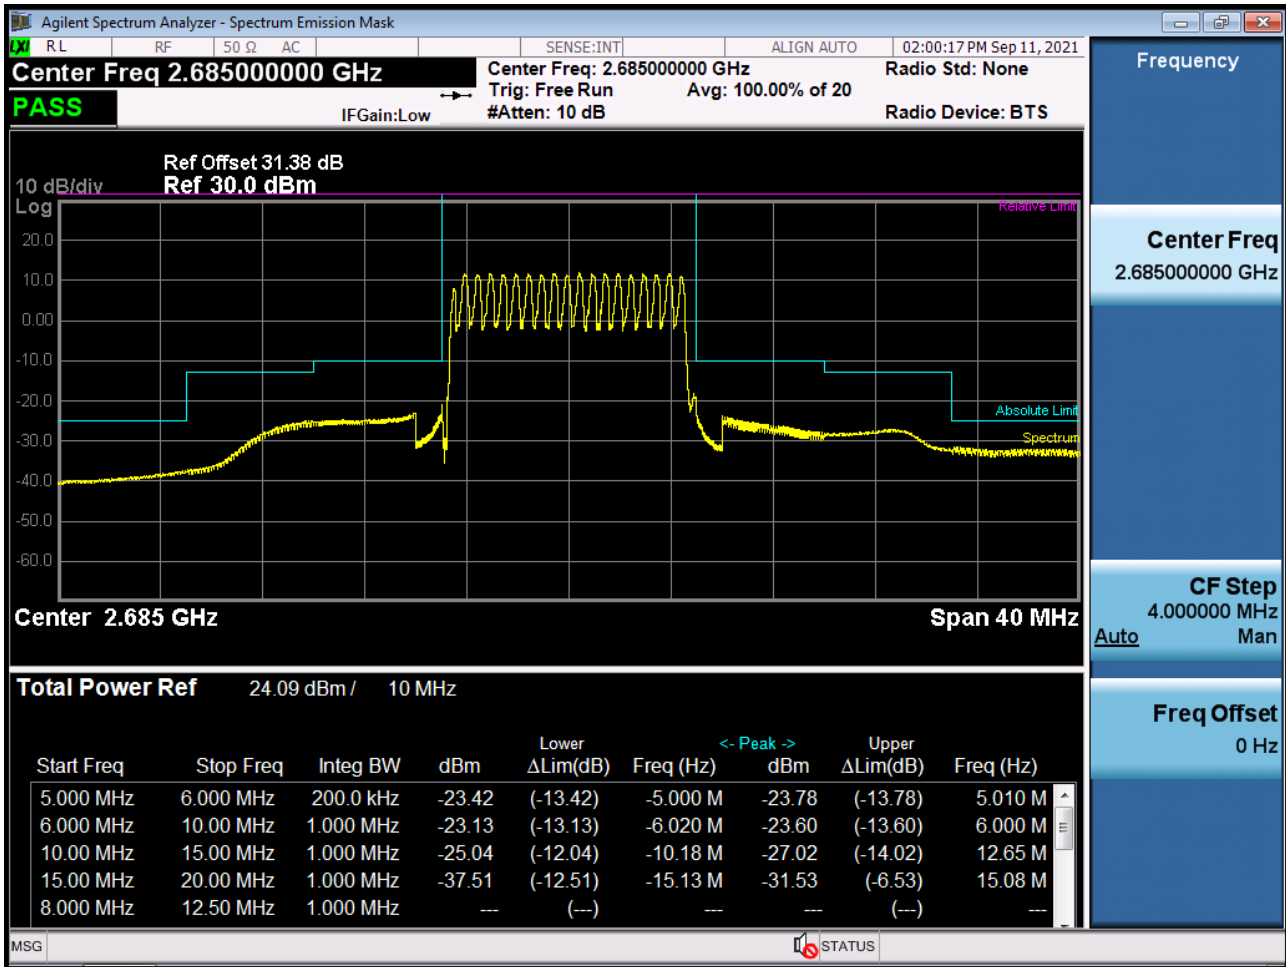 Agilent Spectrum Analyzer - Spectrum Emission Mask
LXI RL RF 50 Ω AC SENSE:INT ALIGN AUTO 02:00:17 PM Sep 11, 2021
Center Freq 2.685000000 GHz Center Freq: 2.685000000 GHz Radio Std: None
Trig: Free Run Avg: 100.00% of 20
PASS IFGain:Low #Atten: 10 dB Radio Device: BTS
Ref Offset 31.38 dB
10 dB/div Ref 30.0 dBm
Log
Relative Limit
20.0
10.0
0.00
-10.0
-20.0
Absolute Limit
-30.0
Spectrum
-40.0
-50.0
-60.0
Center 2.685 GHz Span 40 MHz
Total Power Ref 24.09 dBm / 10 MHz
Lower <- Peak -> Upper
Start Freq Stop Freq Integ BW dBm ΔLim(dB) Freq (Hz) dBm ΔLim(dB) Freq (Hz)
5.000 MHz 6.000 MHz 200.0 kHz -23.42 (-13.42) -5.000 M -23.78 (-13.78) 5.010 M
6.000 MHz 10.00 MHz 1.000 MHz -23.13 (-13.13) -6.020 M -23.60 (-13.60) 6.000 M
10.00 MHz 15.00 MHz 1.000 MHz -25.04 (-12.04) -10.18 M -27.02 (-14.02) 12.65 M
15.00 MHz 20.00 MHz 1.000 MHz -37.51 (-12.51) -15.13 M -31.53 (-6.53) 15.08 M
8.000 MHz 12.50 MHz 1.000 MHz --- (---) --- --- (---) ---
MSG STATUS
Frequency
Center Freq
2.685000000 GHz
CF Step
4.000000 MHz
Auto Man
Freq Offset
0 Hz